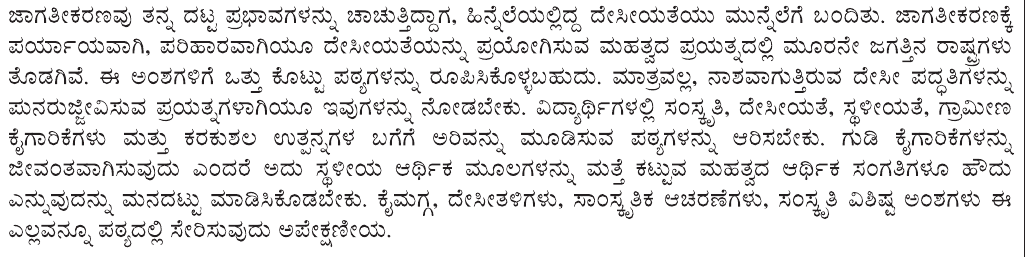 ಜಾಗತೀಕರಣವು ತನ್ನ ದಟ್ಟ ಪ್ರಭಾವಗಳನ್ನು ಚಾಚುತ್ತಿದ್ದಾಗ, ಹಿನ್ನೆಲೆಯಲ್ಲಿದ್ದ ದೇಸೀಯತೆಯು ಮುನ್ನೆಲೆಗೆ ಬಂದಿತು. ಜಾಗತೀಕರಣಕ್ಕೆ
ಪರ್ಯಾಯವಾಗಿ, ಪರಿಹಾರವಾಗಿಯೂ ದೇಸೀಯತೆಯನ್ನು ಪ್ರಯೋಗಿಸುವ ಮಹತ್ವದ ಪ್ರಯತ್ನದಲ್ಲಿ ಮೂರನೇ ಜಗತ್ತಿನ ರಾಷ್ಟ್ರಗಳು
ತೊಡಗಿವೆ. ಈ ಅಂಶಗಳಿಗೆ ಒತ್ತು ಕೊಟ್ಟು ಪಠ್ಯಗಳನ್ನು ರೂಪಿಸಿಕೊಳ್ಳಬಹುದು. ಮಾತ್ರವಲ್ಲ, ನಾಶವಾಗುತ್ತಿರುವ ದೇಸೀ ಪದ್ಧತಿಗಳನ್ನು
ಪುನರುಜ್ಜೀವಿಸುವ ಪ್ರಯತ್ನಗಳಾಗಿಯೂ ಇವುಗಳನ್ನು ನೋಡಬೇಕು. ವಿದ್ಯಾರ್ಥಿಗಳಲ್ಲಿ ಸಂಸ್ಕೃತಿ, ದೇಸೀಯತೆ, ಸ್ಥಳೀಯತೆ, ಗ್ರಾಮೀಣ
ಕೈಗಾರಿಕೆಗಳು ಮತ್ತು ಕರಕುಶಲ ಉತ್ಪನ್ನಗಳ ಬಗೆಗೆ ಅರಿವನ್ನು ಮೂಡಿಸುವ ಪಠ್ಯಗಳನ್ನು ಆರಿಸಬೇಕು. ಗುಡಿ ಕೈಗಾರಿಕೆಗಳನ್ನು
ಜೀವಂತವಾಗಿಸುವುದು ಎಂದರೆ ಅದು ಸ್ಥಳೀಯ ಆರ್ಥಿಕ ಮೂಲಗಳನ್ನು ಮತ್ತೆ ಕಟ್ಟುವ ಮಹತ್ವದ ಆರ್ಥಿಕ ಸಂಗತಿಗಳೂ ಹೌದು
ಎನ್ನುವುದನ್ನು ಮನದಟ್ಟು ಮಾಡಿಸಿಕೊಡಬೇಕು. ಕೈಮಗ್ಗ, ದೇಸೀತಳಿಗಳು, ಸಾಂಸ್ಕೃತಿಕ ಆಚರಣೆಗಳು, ಸಂಸ್ಕೃತಿ ವಿಶಿಷ್ಟ ಅಂಶಗಳು ಈ
ಎಲ್ಲವನ್ನೂ ಪಠ್ಯದಲ್ಲಿ ಸೇರಿಸುವುದು ಅಪೇಕ್ಷಣೀಯ.